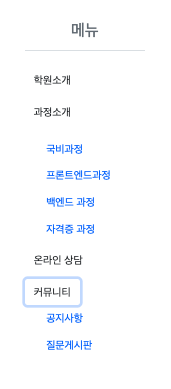 메뉴
학원소개
과정소개
국비과정
프론트엔드과정
백엔드 과정
자격증 과정
온라인 상담
커뮤니티
공지사항
질문게시판